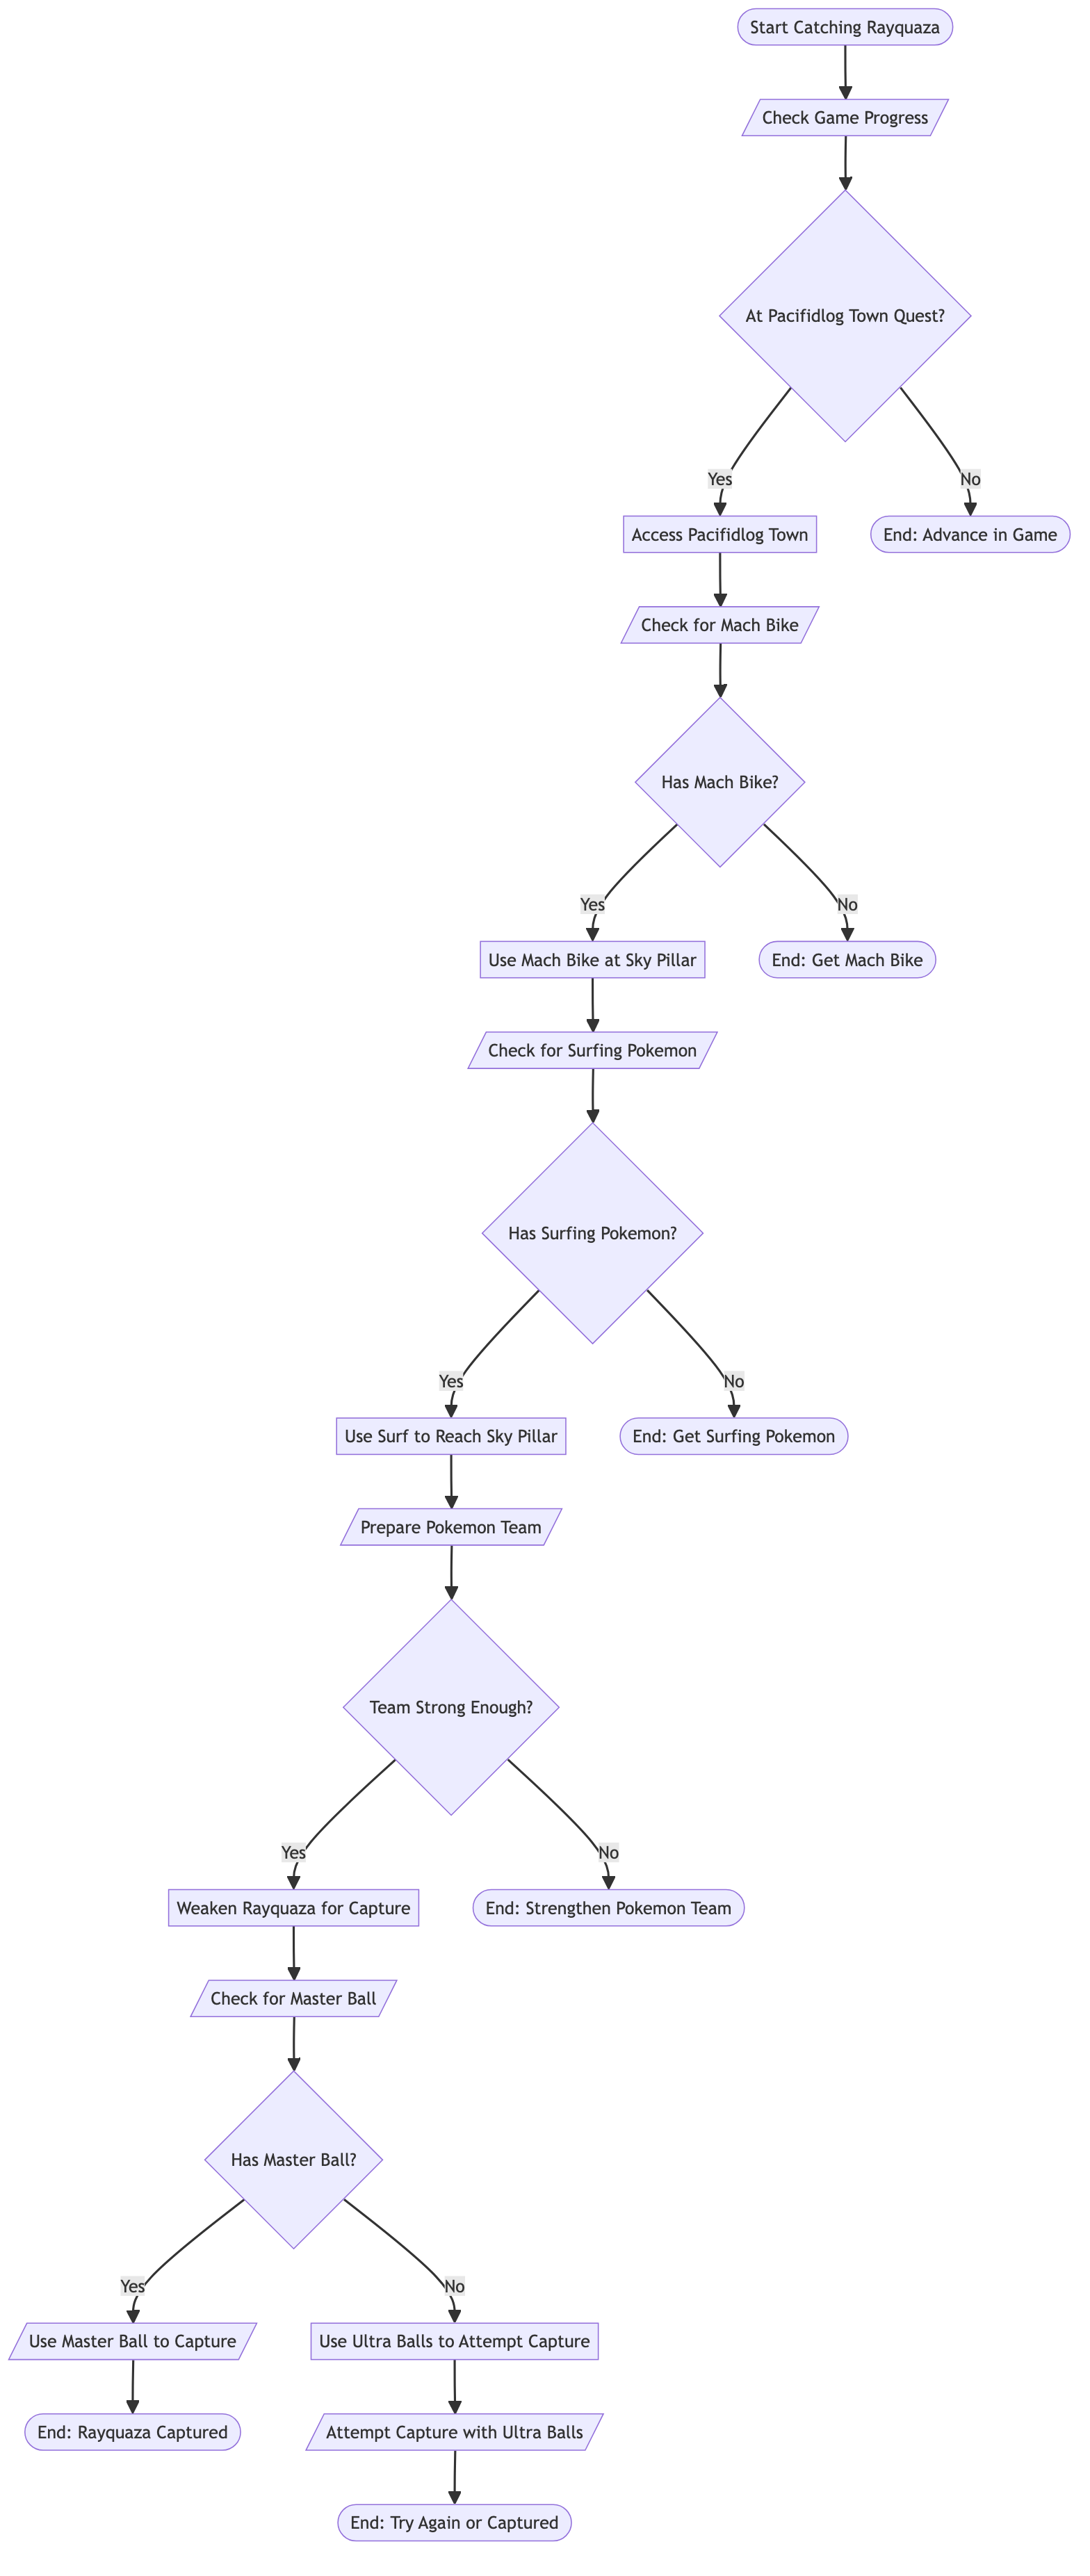 Start Catching Rayquaza
Check Game Progress
At Pacifidlog Town Quest?
Yes
No
Access Pacifidlog Town
End: Advance in Game
Check for Mach Bike
Has Mach Bike?
Yes
No
Use Mach Bike at Sky Pillar
End: Get Mach Bike
Check for Surfing Pokemon
Has Surfing Pokemon?
Yes
No
Use Surf to Reach Sky Pillar
End: Get Surfing Pokemon
Prepare Pokemon Team
Team Strong Enough?
Yes
No
Weaken Rayquaza for Capture
End: Strengthen Pokemon Team
Check for Master Ball
Has Master Ball?
Yes
No
Use Master Ball to Capture
Use Ultra Balls to Attempt Capture
End: Rayquaza Captured
Attempt Capture with Ultra Balls
End: Try Again or Captured